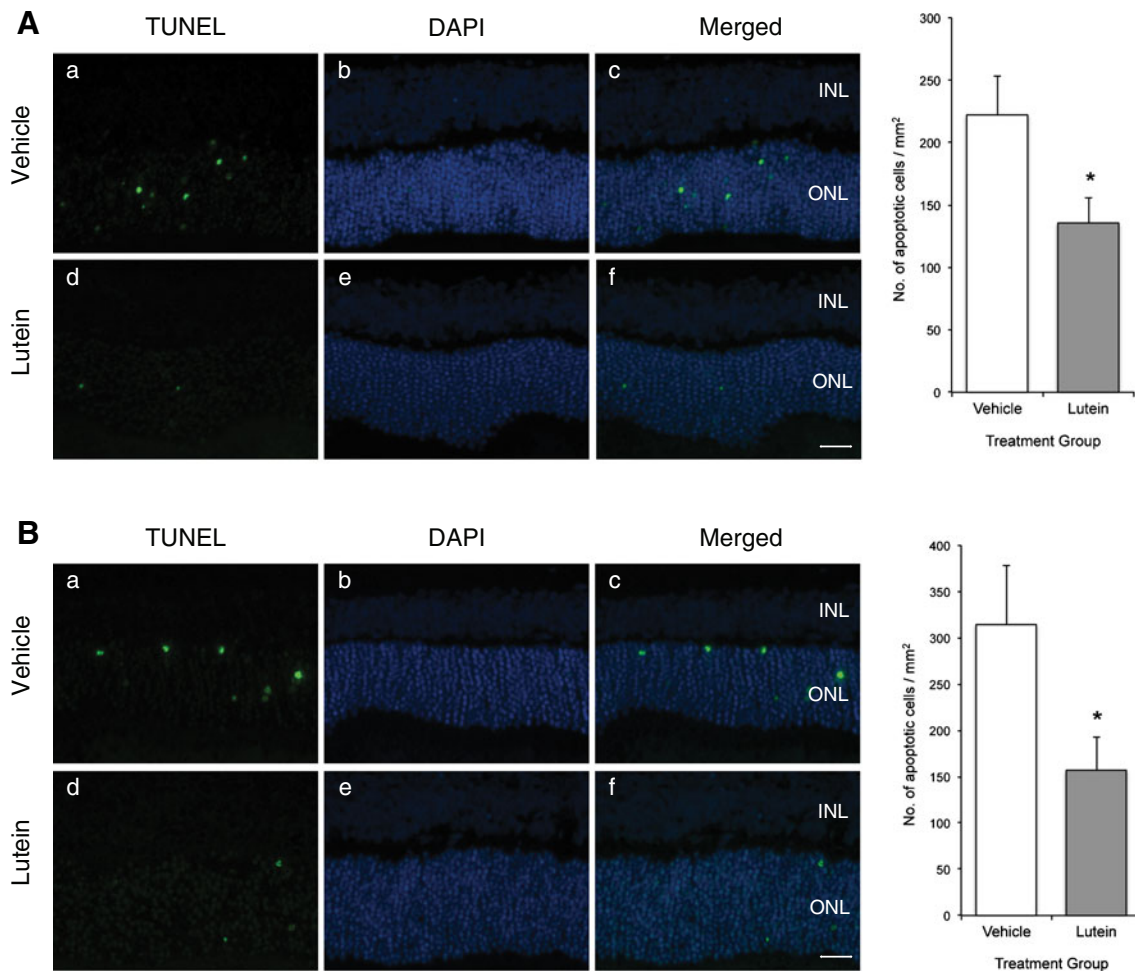 A
TUNEL DAPI Merged
Vehicle
a b c
INL
ONL
Lutein
d e f
INL
ONL
No. of apoptotic cells / mm²
300
250
200
150
100
50
0
*
Vehicle Lutein
Treatment Group
B
TUNEL DAPI Merged
Vehicle
a b c
INL
ONL
Lutein
d e f
INL
ONL
No. of apoptotic cells / mm²
400
350
300
250
200
150
100
50
0
*
Vehicle Lutein
Treatment Group